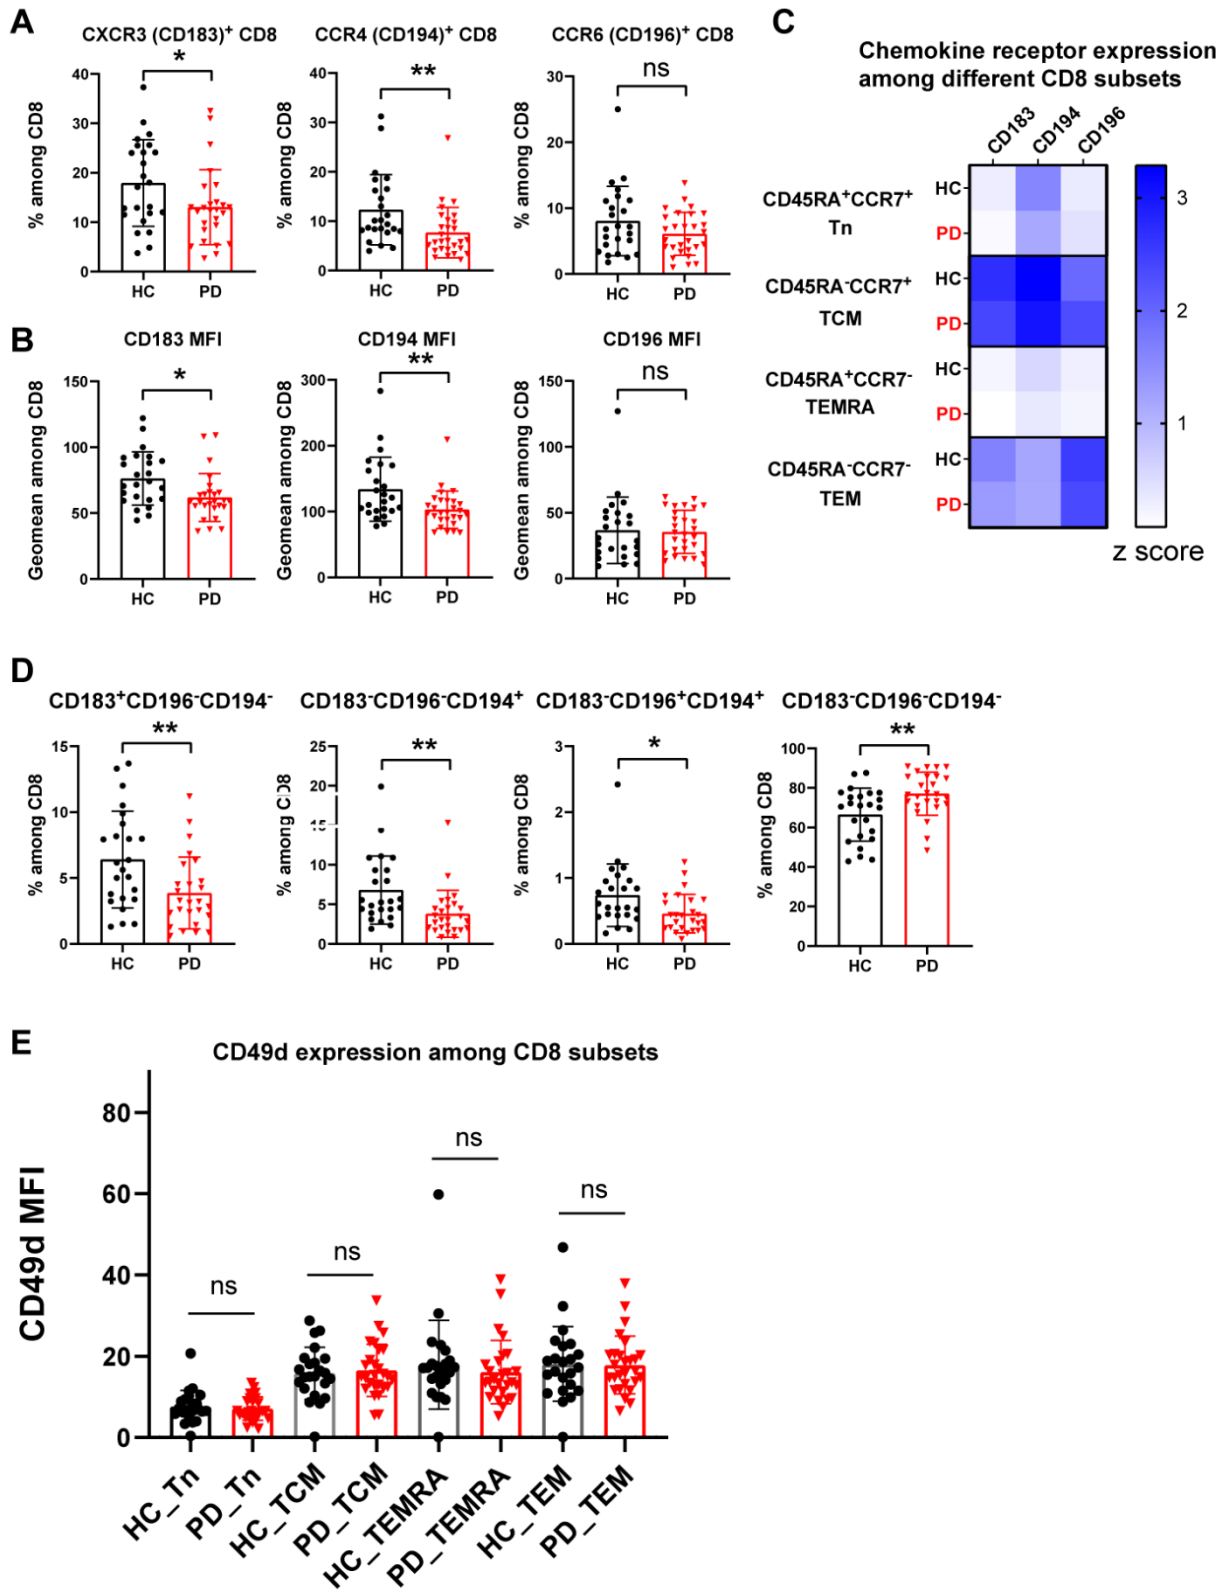 A
CXCR3 (CD183)⁺ CD8
CCR4 (CD194)⁺ CD8
CCR6 (CD196)⁺ CD8
*
**
ns
% among CD8
40
30
20
10
0
HC
PD
% among CD8
40
30
20
10
0
HC
PD
% among CD8
30
20
10
0
HC
PD
B
CD183 MFI
CD194 MFI
CD196 MFI
*
**
ns
Geomean among CD8
150
100
50
0
HC
PD
Geomean among CD8
300
200
100
0
HC
PD
Geomean among CD8
150
100
50
0
HC
PD
C
Chemokine receptor expression
among different CD8 subsets
CD183
CD194
CD196
CD45RA⁺CCR7⁺
Tn
HC
PD
CD45RA⁻CCR7⁺
TCM
HC
PD
CD45RA⁺CCR7⁻
TEMRA
HC
PD
CD45RA⁻CCR7⁻
TEM
HC
PD
3
2
1
z score
D
CD183⁺CD196⁻CD194⁻
CD183⁻CD196⁻CD194⁺
CD183⁻CD196⁺CD194⁺
CD183⁻CD196⁻CD194⁻
**
**
*
**
% among CD8
15
10
5
0
HC
PD
% among CD8
25
20
15
10
5
0
HC
PD
% among CD8
3
2
1
0
HC
PD
% among CD8
100
80
60
40
20
0
HC
PD
E
CD49d expression among CD8 subsets
CD49d MFI
80
60
40
20
0
ns
ns
ns
ns
HC_Tn
PD_Tn
HC_TCM
PD_TCM
HC_TEMRA
PD_TEMRA
HC_TEM
PD_TEM